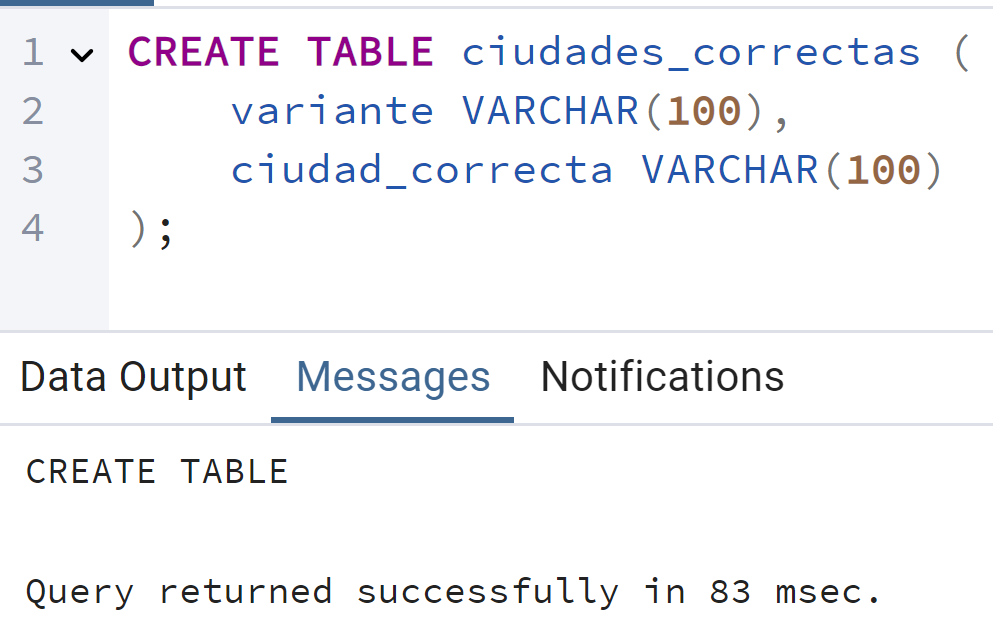 1 CREATE TABLE ciudades_correctas (
2 variante VARCHAR(100),
3 ciudad_correcta VARCHAR(100)
4 );
Data Output Messages Notifications
CREATE TABLE
Query returned successfully in 83 msec.